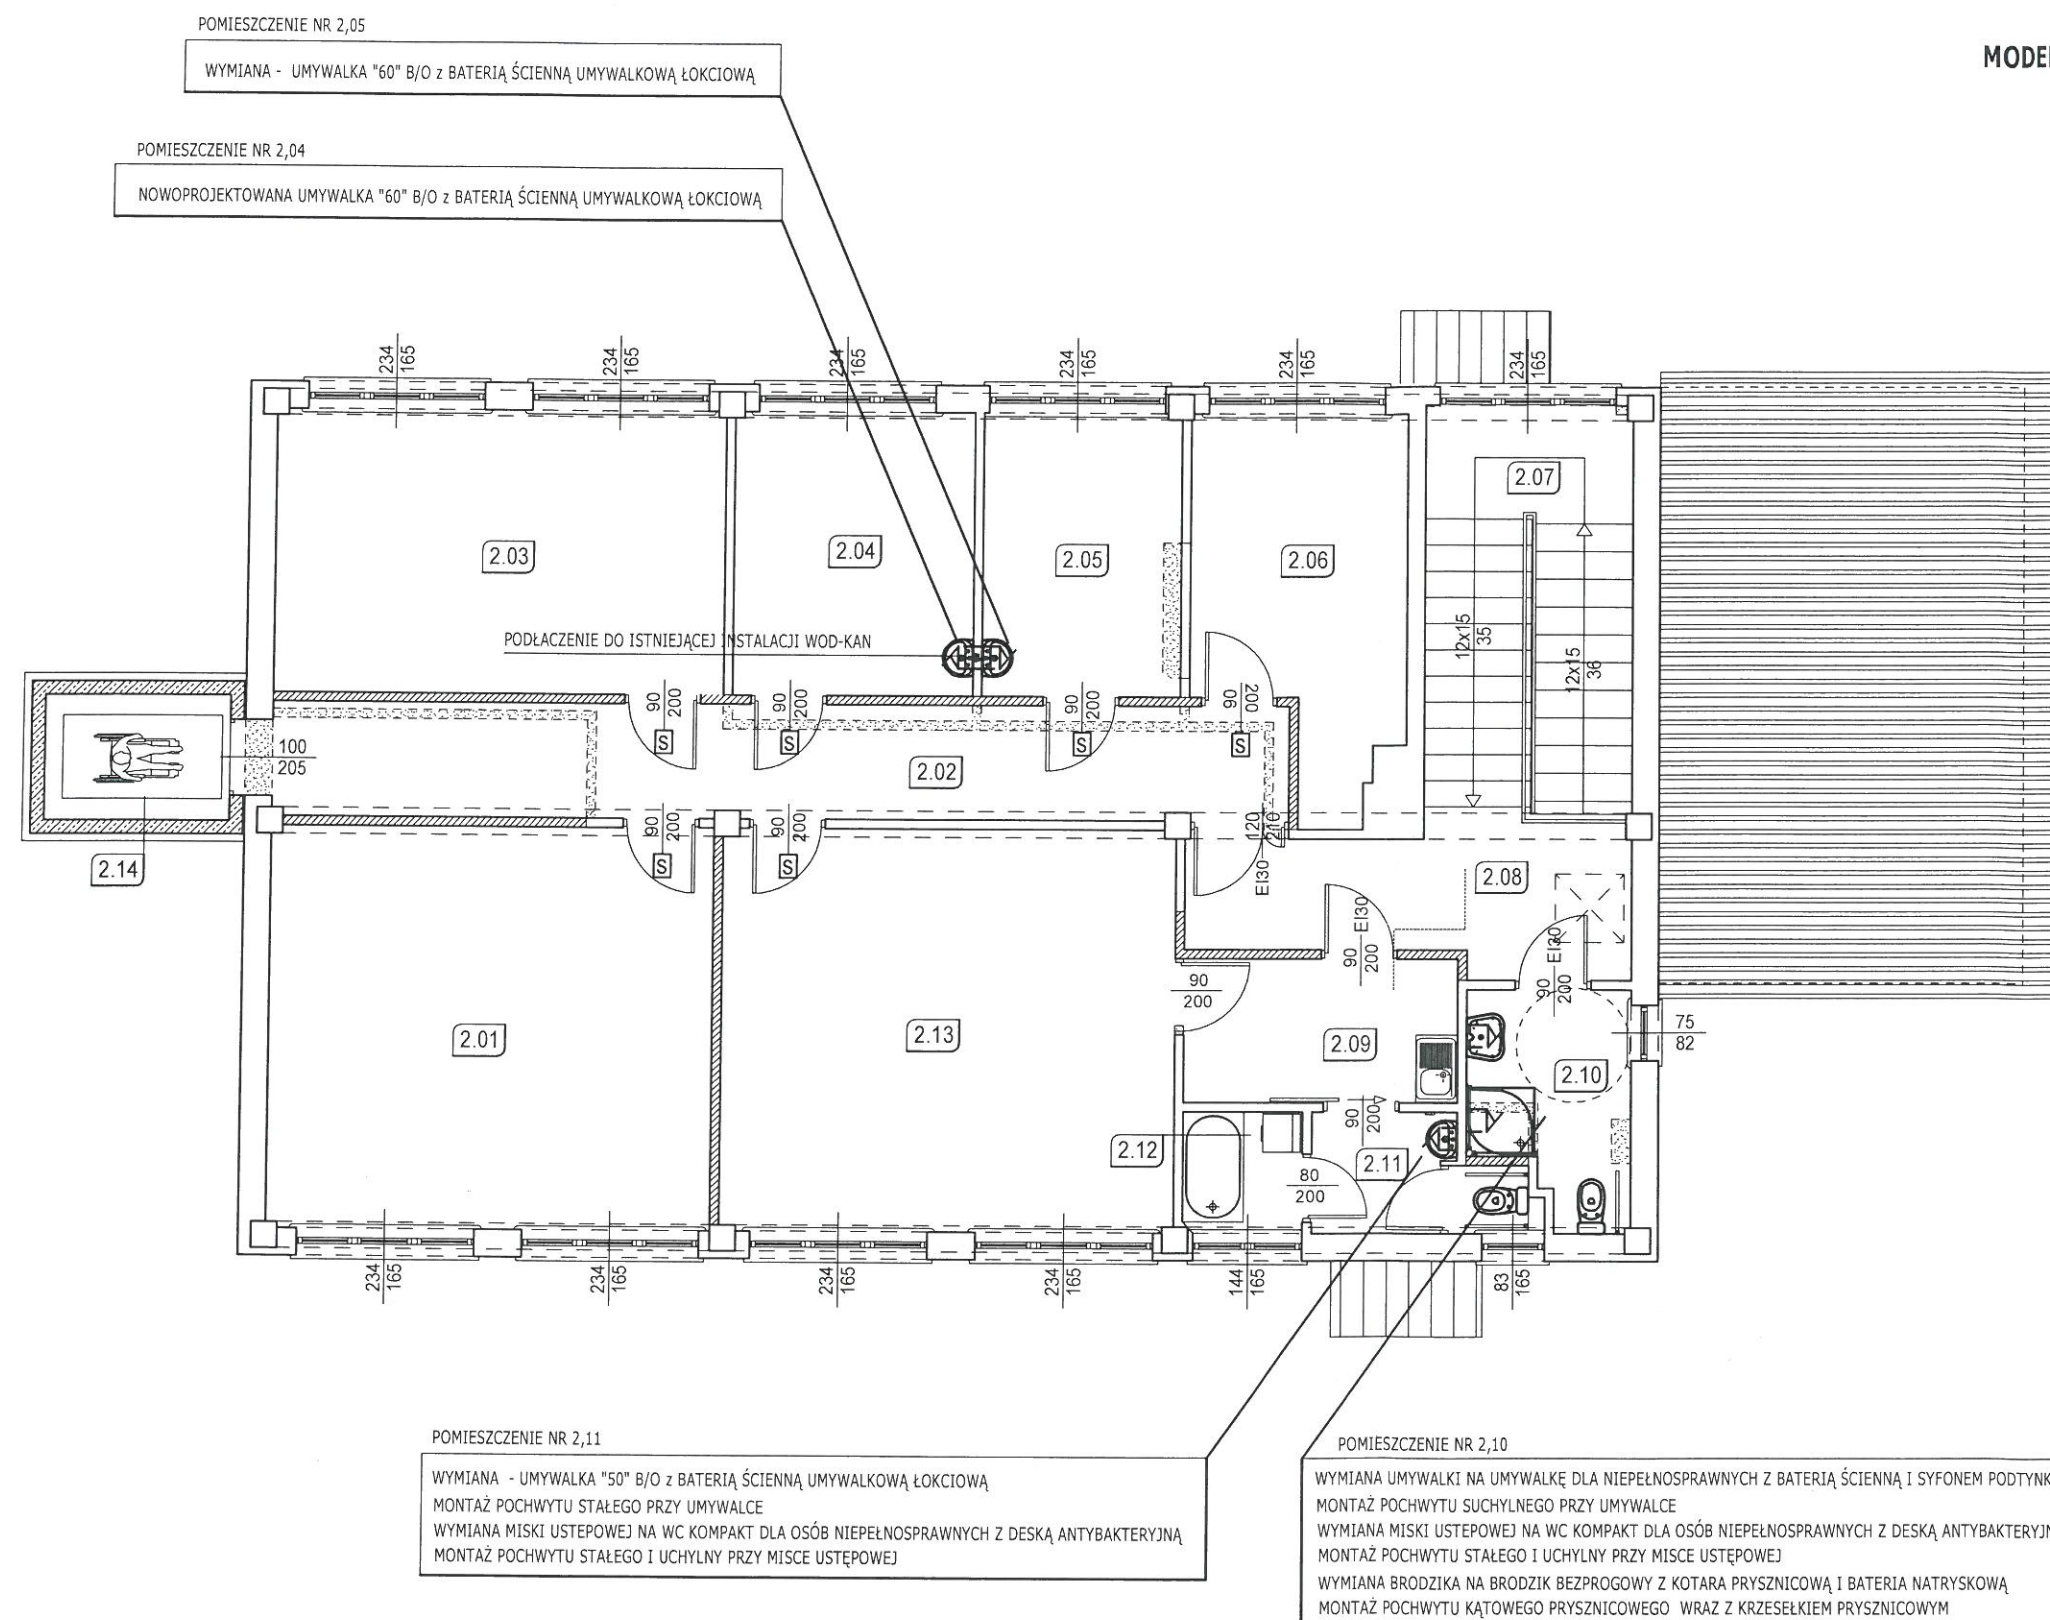 POMIESZCZENIE NR 2,05
WYMIANA - UMYWALKA "60" B/O z BATERIĄ ŚCIENNĄ UMYWALKOWĄ ŁOKCIOWĄ
POMIESZCZENIE NR 2,04
NOWOPROJEKTOWANA UMYWALKA "60" B/O z BATERIĄ ŚCIENNĄ UMYWALKOWĄ ŁOKCIOWĄ
234
165
234
165
234
165
234
165
234
165
234
165
2.07
2.03
2.04
2.05
2.06
PODŁACZENIE DO ISTNIEJĄCEJ INSTALACJI WOD-KAN
12x15
35
12x15
36
90
200
S
90
200
S
90
200
S
90
200
S
100
205
2.02
2.14
90
200
S
90
200
S
120
210
EI30
2.08
EI30
90
200
EI30
90
200
90
200
75
82
2.01
2.13
2.09
2.10
90
200
2.12
2.11
80
200
234
165
234
165
234
165
234
165
144
165
83
165
POMIESZCZENIE NR 2,11
WYMIANA - UMYWALKA "50" B/O z BATERIĄ ŚCIENNĄ UMYWALKOWĄ ŁOKCIOWĄ
MONTAŻ POCHWYTU STAŁEGO PRZY UMYWALCE
WYMIANA MISKI USTEPOWEJ NA WC KOMPAKT DLA OSÓB NIEPEŁNOSPRAWNYCH Z DESKĄ ANTYBAKTERYJNĄ
MONTAŻ POCHWYTU STAŁEGO I UCHYLNY PRZY MISCE USTĘPOWEJ
POMIESZCZENIE NR 2,10
WYMIANA UMYWALKI NA UMYWALKĘ DLA NIEPEŁNOSPRAWNYCH Z BATERIĄ ŚCIENNĄ I SYFONEM PODTYNK
MONTAŻ POCHWYTU SUCHYLNEGO PRZY UMYWALCE
WYMIANA MISKI USTEPOWEJ NA WC KOMPAKT DLA OSÓB NIEPEŁNOSPRAWNYCH Z DESKĄ ANTYBAKTERYJN
MONTAŻ POCHWYTU STAŁEGO I UCHYLNY PRZY MISCE USTĘPOWEJ
WYMIANA BRODZIKA NA BRODZIK BEZPROGOWY Z KOTARA PRYSZNICOWĄ I BATERIA NATRYSKOWĄ
MONTAŻ POCHWYTU KĄTOWEGO PRYSZNICOWEGO WRAZ Z KRZESEŁKIEM PRYSZNICOWYM
MODE